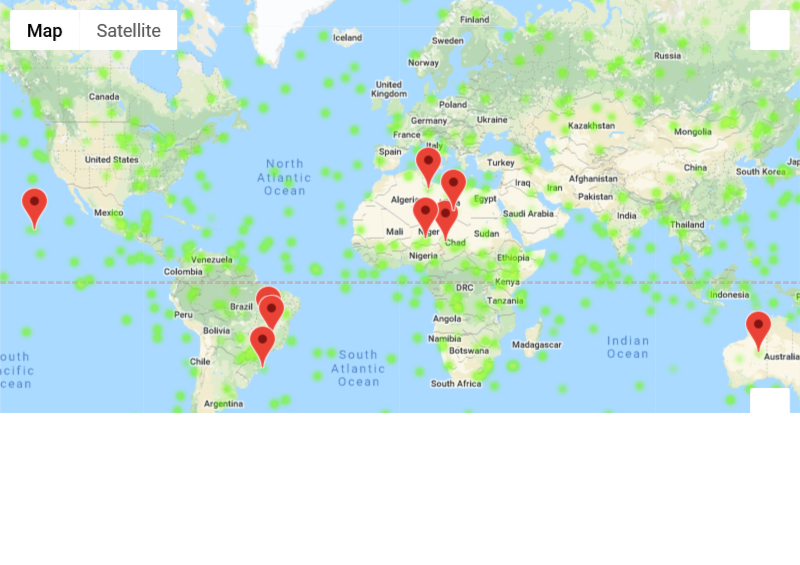 Map
Satellite
Iceland
Finland
Sweden
Norway
Russia
United
Kingdom
Canada
Poland
Germany
Ukraine
Kazakhstan
Mongolia
France
Italy
Spain
United States
North
Atlantic
Ocean
Turkey
China
South Korea
Afghanistan
Iraq
Iran
Pakistan
Algeria
Egypt
Mexico
Saudi Arabia
India
Thailand
Mali
Niger
Chad
Sudan
Nigeria
Ethiopia
Venezuela
Colombia
DRC
Kenya
Indonesia
Brazil
Peru
Tanzania
Angola
Bolivia
Namibia
Botswana
Madagascar
Indian
Ocean
Australia
Chile
South
Atlantic
Ocean
South Africa
Argentina